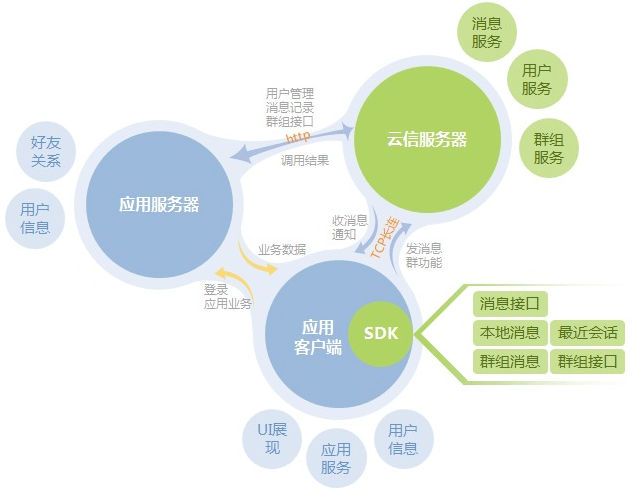 消息
服务
用户
服务
群组
服务
用户管理
消息记录
群组接口
http
调用结果
云信服务器
好友
关系
用户
信息
应用服务器
收消息
通知
TCP长连
发消息
群功能
业务数据
登录
应用业务
应用
客户端
SDK
消息接口
本地消息
最近会话
群组消息
群组接口
UI展
现
应用
服务
用户
信息